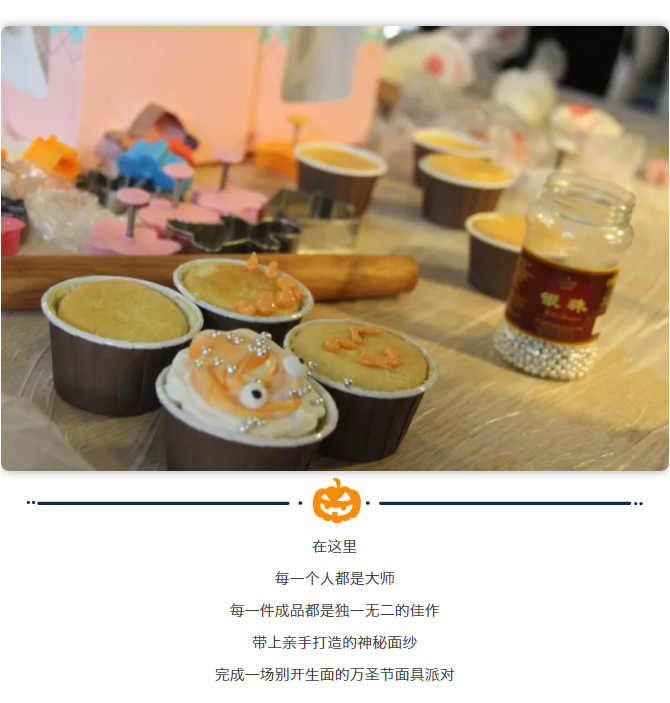 银珠
在这里
每一个人都是大师
每一件成品都是独一无二的佳作
带上亲手打造的神秘面纱
完成一场别开生面的万圣节面具派对